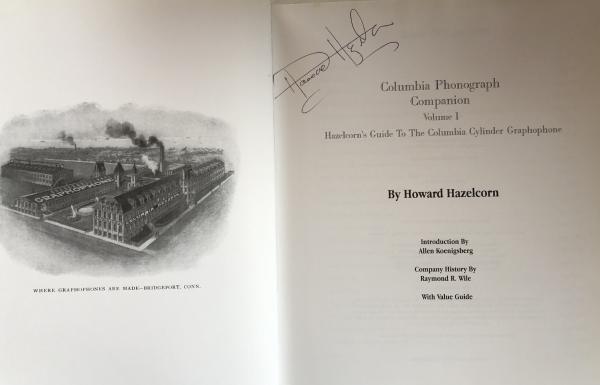 GRAPHOPHONE
WHERE GRAPHOPHONES ARE MADE—BRIDGEPORT, CONN.
Columbia Phonograph
Companion
Volume I
Hazelcorn's Guide To The Columbia Cylinder Graphophone
By Howard Hazelcorn
Introduction By
Allen Koenigsberg
Company History By
Raymond R. Wile
With Value Guide